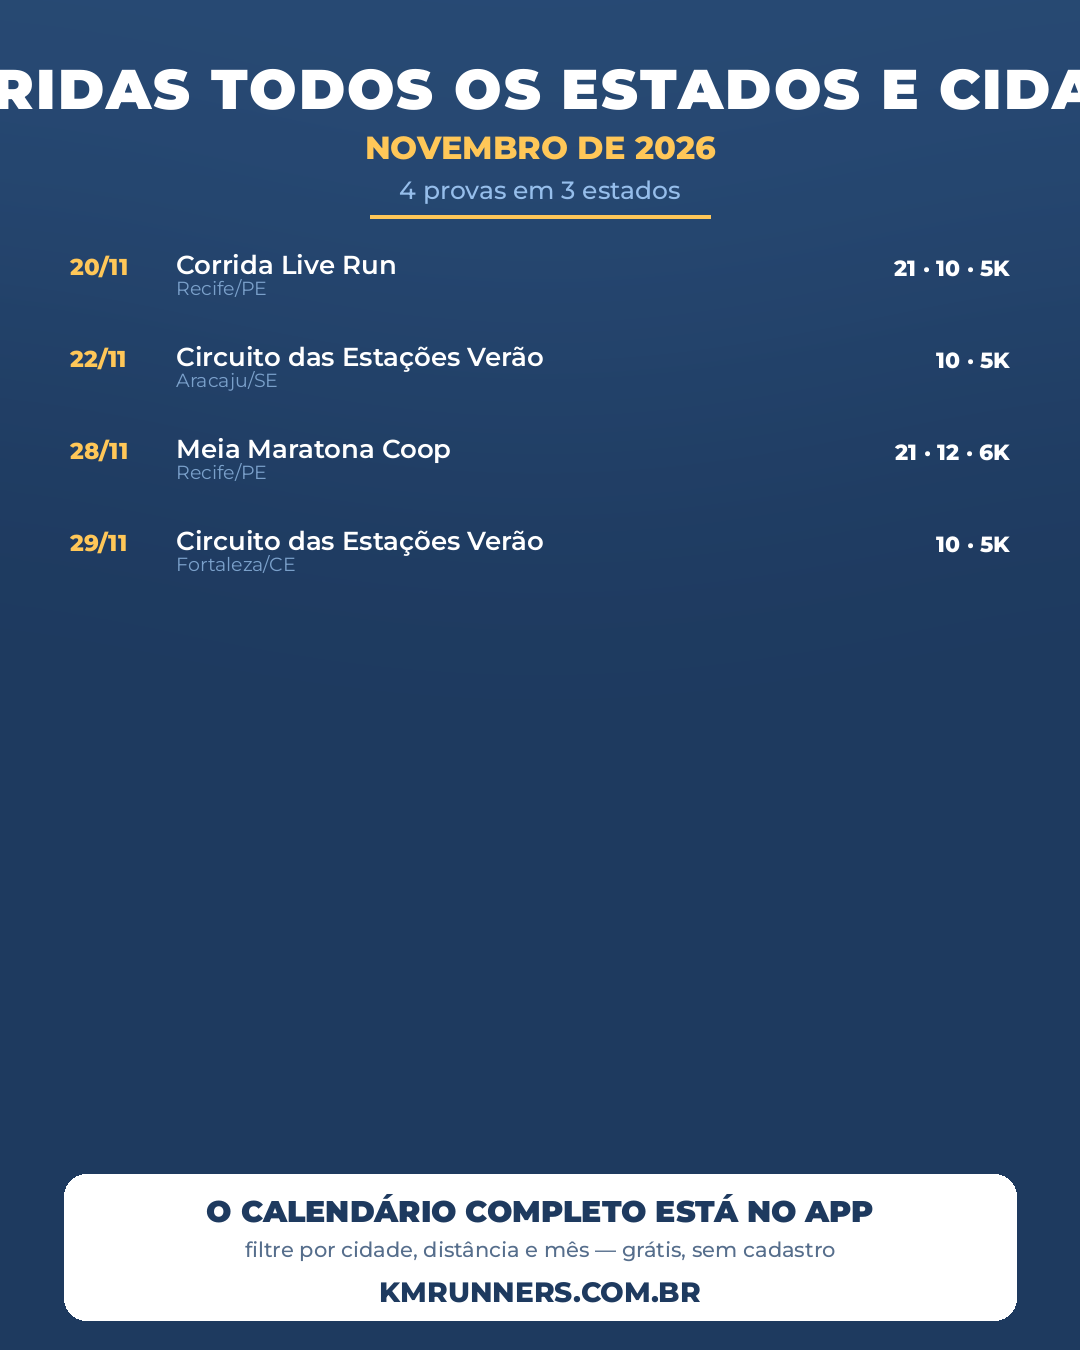 RIDAS TODOS OS ESTADOS E CIDA
NOVEMBRO DE 2026
4 provas em 3 estados
20/11 Corrida Live Run 21 · 10 · 5K
Recife/PE
22/11 Circuito das Estações Verão 10 · 5K
Aracaju/SE
28/11 Meia Maratona Coop 21 · 12 · 6K
Recife/PE
29/11 Circuito das Estações Verão 10 · 5K
Fortaleza/CE
O CALENDÁRIO COMPLETO ESTÁ NO APP
filtre por cidade, distância e mês — grátis, sem cadastro
KMRUNNERS.COM.BR